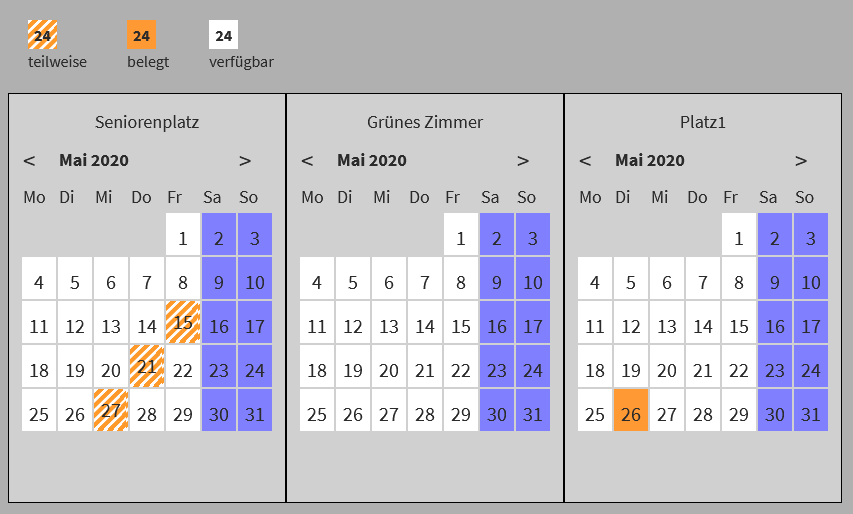 24 24 24
teilweise belegt verfügbar
Seniorenplatz
< Mai 2020 >
Mo Di Mi Do Fr Sa So
1 2 3
4 5 6 7 8 9 10
11 12 13 14 15 16 17
18 19 20 21 22 23 24
25 26 27 28 29 30 31
Grünes Zimmer
< Mai 2020 >
Mo Di Mi Do Fr Sa So
1 2 3
4 5 6 7 8 9 10
11 12 13 14 15 16 17
18 19 20 21 22 23 24
25 26 27 28 29 30 31
Platz1
< Mai 2020 >
Mo Di Mi Do Fr Sa So
1 2 3
4 5 6 7 8 9 10
11 12 13 14 15 16 17
18 19 20 21 22 23 24
25 26 27 28 29 30 31